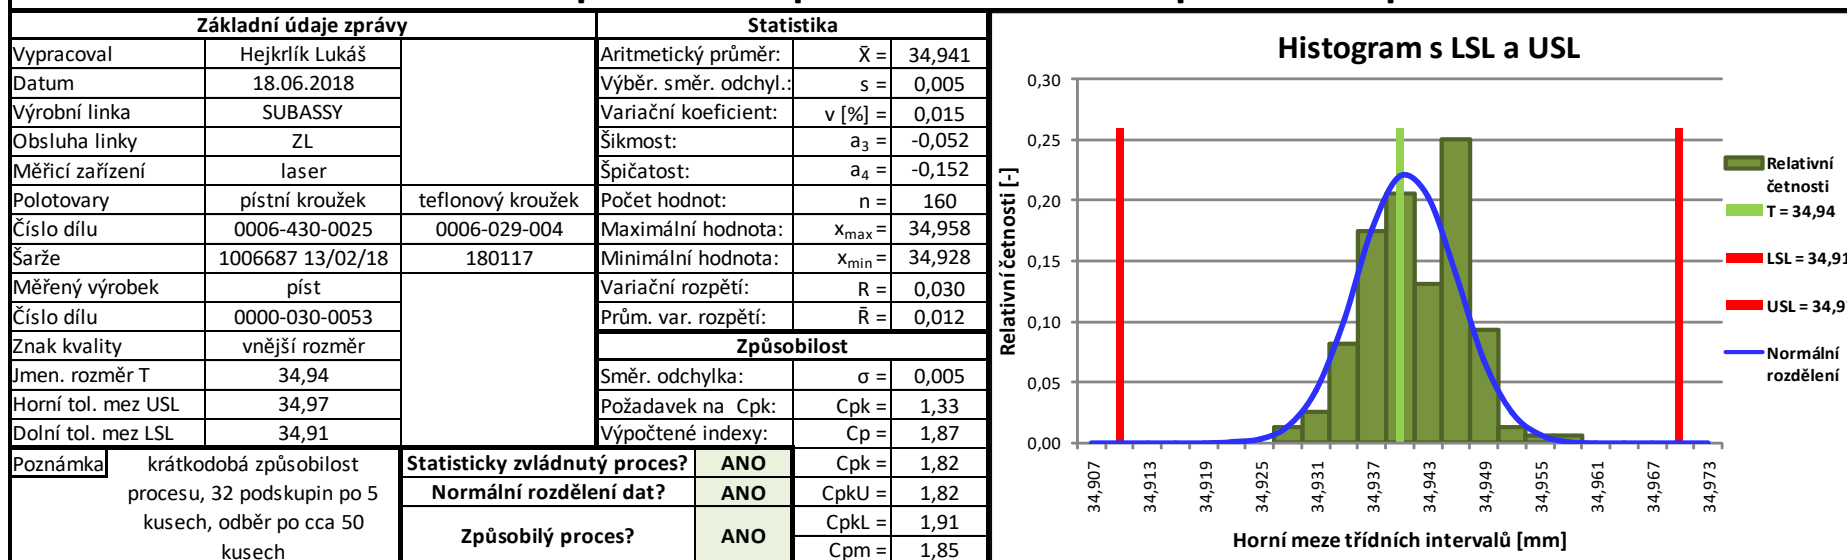 Základní údaje zprávy
Vypracoval Hejkrlík Lukáš
Datum 18.06.2018
Výrobní linka SUBASSY
Obsluha linky ZL
Měřicí zařízení laser
Polotovary pístní kroužek teflonový kroužek
Číslo dílu 0006-430-0025 0006-029-004
Šarže 1006687 13/02/18 180117
Měřený výrobek píst
Číslo dílu 0000-030-0053
Znak kvality vnější rozměr
Jmen. rozměr T 34,94
Horní tol. mez USL 34,97
Dolní tol. mez LSL 34,91
Poznámka krátkodobá způsobilost
procesu, 32 podskupin po 5
kusech, odběr po cca 50
kusech
Statisticky zvládnutý proces? ANO
Normální rozdělení dat? ANO
Způsobilý proces? ANO
Statistika
Aritmetický průměr: X̄ = 34,941
Výběr. směr. odchyl.: s = 0,005
Variační koeficient: v [%] = 0,015
Šikmost: a₃ = -0,052
Špičatost: a₄ = -0,152
Počet hodnot: n = 160
Maximální hodnota: xmax = 34,958
Minimální hodnota: xmin = 34,928
Variační rozpětí: R = 0,030
Prům. var. rozpětí: R̄ = 0,012
Způsobilost
Směr. odchylka: σ = 0,005
Požadavek na Cpk: Cpk = 1,33
Výpočtené indexy: Cp = 1,87
Cpk = 1,82
CpkU = 1,82
CpkL = 1,91
Cpm = 1,85
Histogram s LSL a USL
Relativní četnosti [-]
0,30
0,25
0,20
0,15
0,10
0,05
0,00
34,907 34,913 34,919 34,925 34,931 34,937 34,943 34,949 34,955 34,961 34,967 34,973
Horní meze třídních intervalů [mm]
Relativní
četnosti
T = 34,94
LSL = 34,91
USL = 34,9
Normální
rozdělení